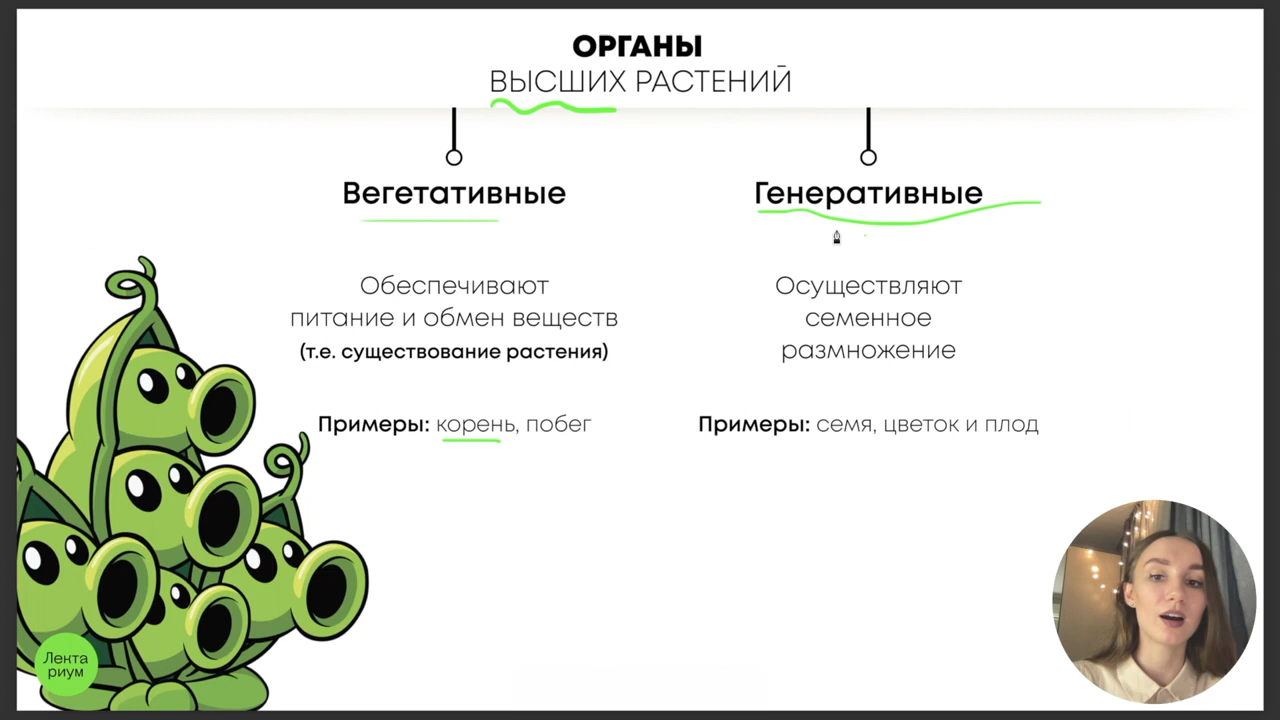 ОРГАНЫ
ВЫСШИХ РАСТЕНИЙ
Вегетативные
Обеспечивают
питание и обмен веществ
(т.е. существование растения)
Примеры: корень, побег
Генеративные
Осуществляют
семенное
размножение
Примеры: семя, цветок и плод
Лента
риум